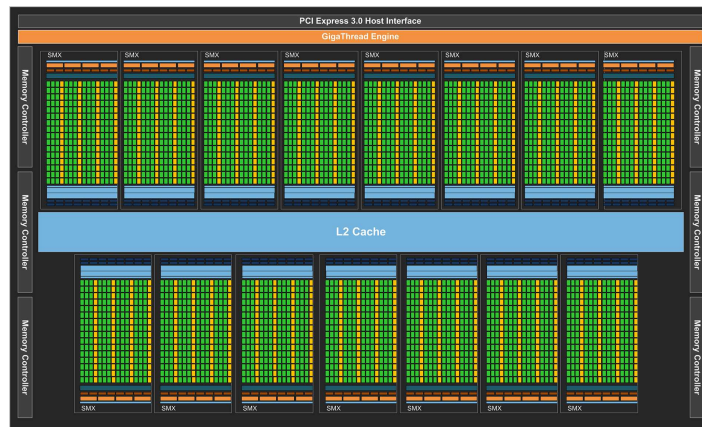 PCI Express 3.0 Host Interface
GigaThread Engine
SMX
SMX
SMX
SMX
SMX
SMX
SMX
SMX
Memory Controller
Memory Controller
Memory Controller
Memory Controller
Memory Controller
Memory Controller
L2 Cache
SMX
SMX
SMX
SMX
SMX
SMX
SMX